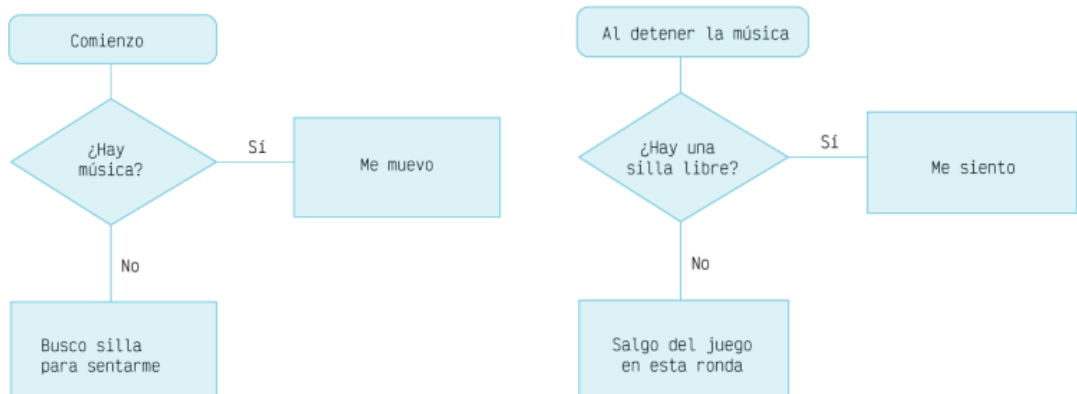 Comienzo
¿Hay
música?
Sí
Me muevo
No
Busco silla
para sentarme
Al detener la música
¿Hay una
silla libre?
Sí
Me siento
No
Salgo del juego
en esta ronda